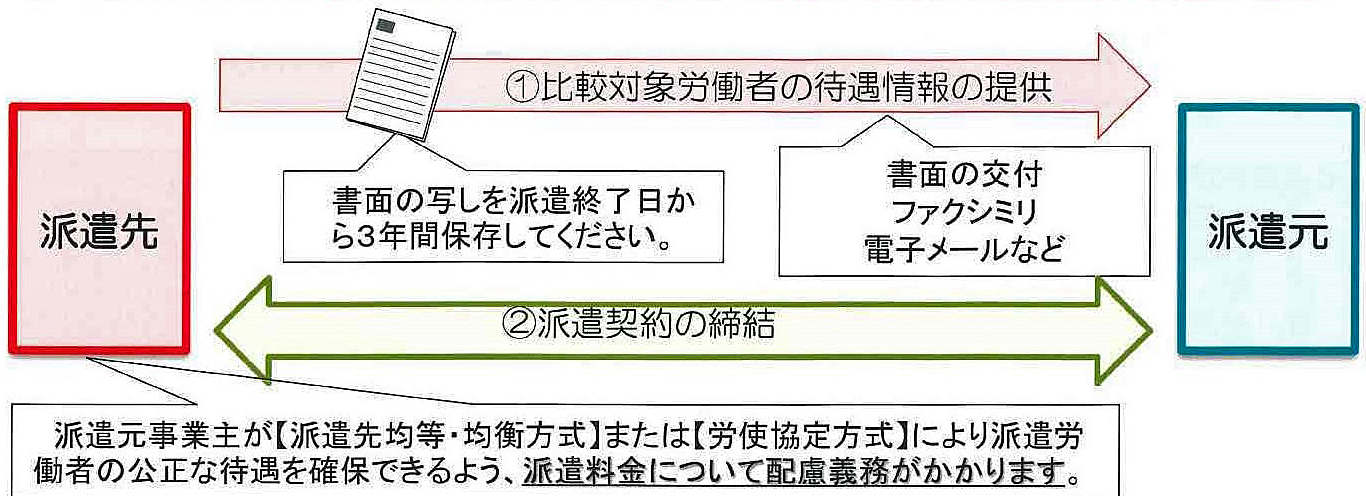 ①比較対象労働者の待遇情報の提供
派遣先
書面の写しを派遣終了日か
ら3年間保存してください。
書面の交付
ファクシミリ
電子メールなど
派遣元
②派遣契約の締結
派遣元事業主が【派遣先均等・均衡方式】または【労使協定方式】により派遣労
働者の公正な待遇を確保できるよう、派遣料金について配慮義務がかかります。